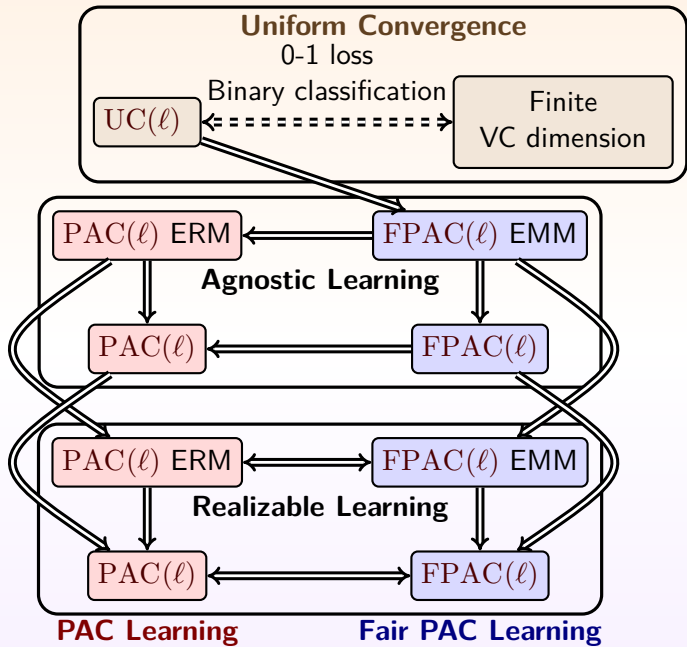 Uniform Convergence
0-1 loss
Binary classification
UC(ℓ)
Finite
VC dimension
PAC(ℓ) ERM
FPAC(ℓ) EMM
Agnostic Learning
PAC(ℓ)
FPAC(ℓ)
PAC(ℓ) ERM
FPAC(ℓ) EMM
Realizable Learning
PAC(ℓ)
FPAC(ℓ)
PAC Learning
Fair PAC Learning